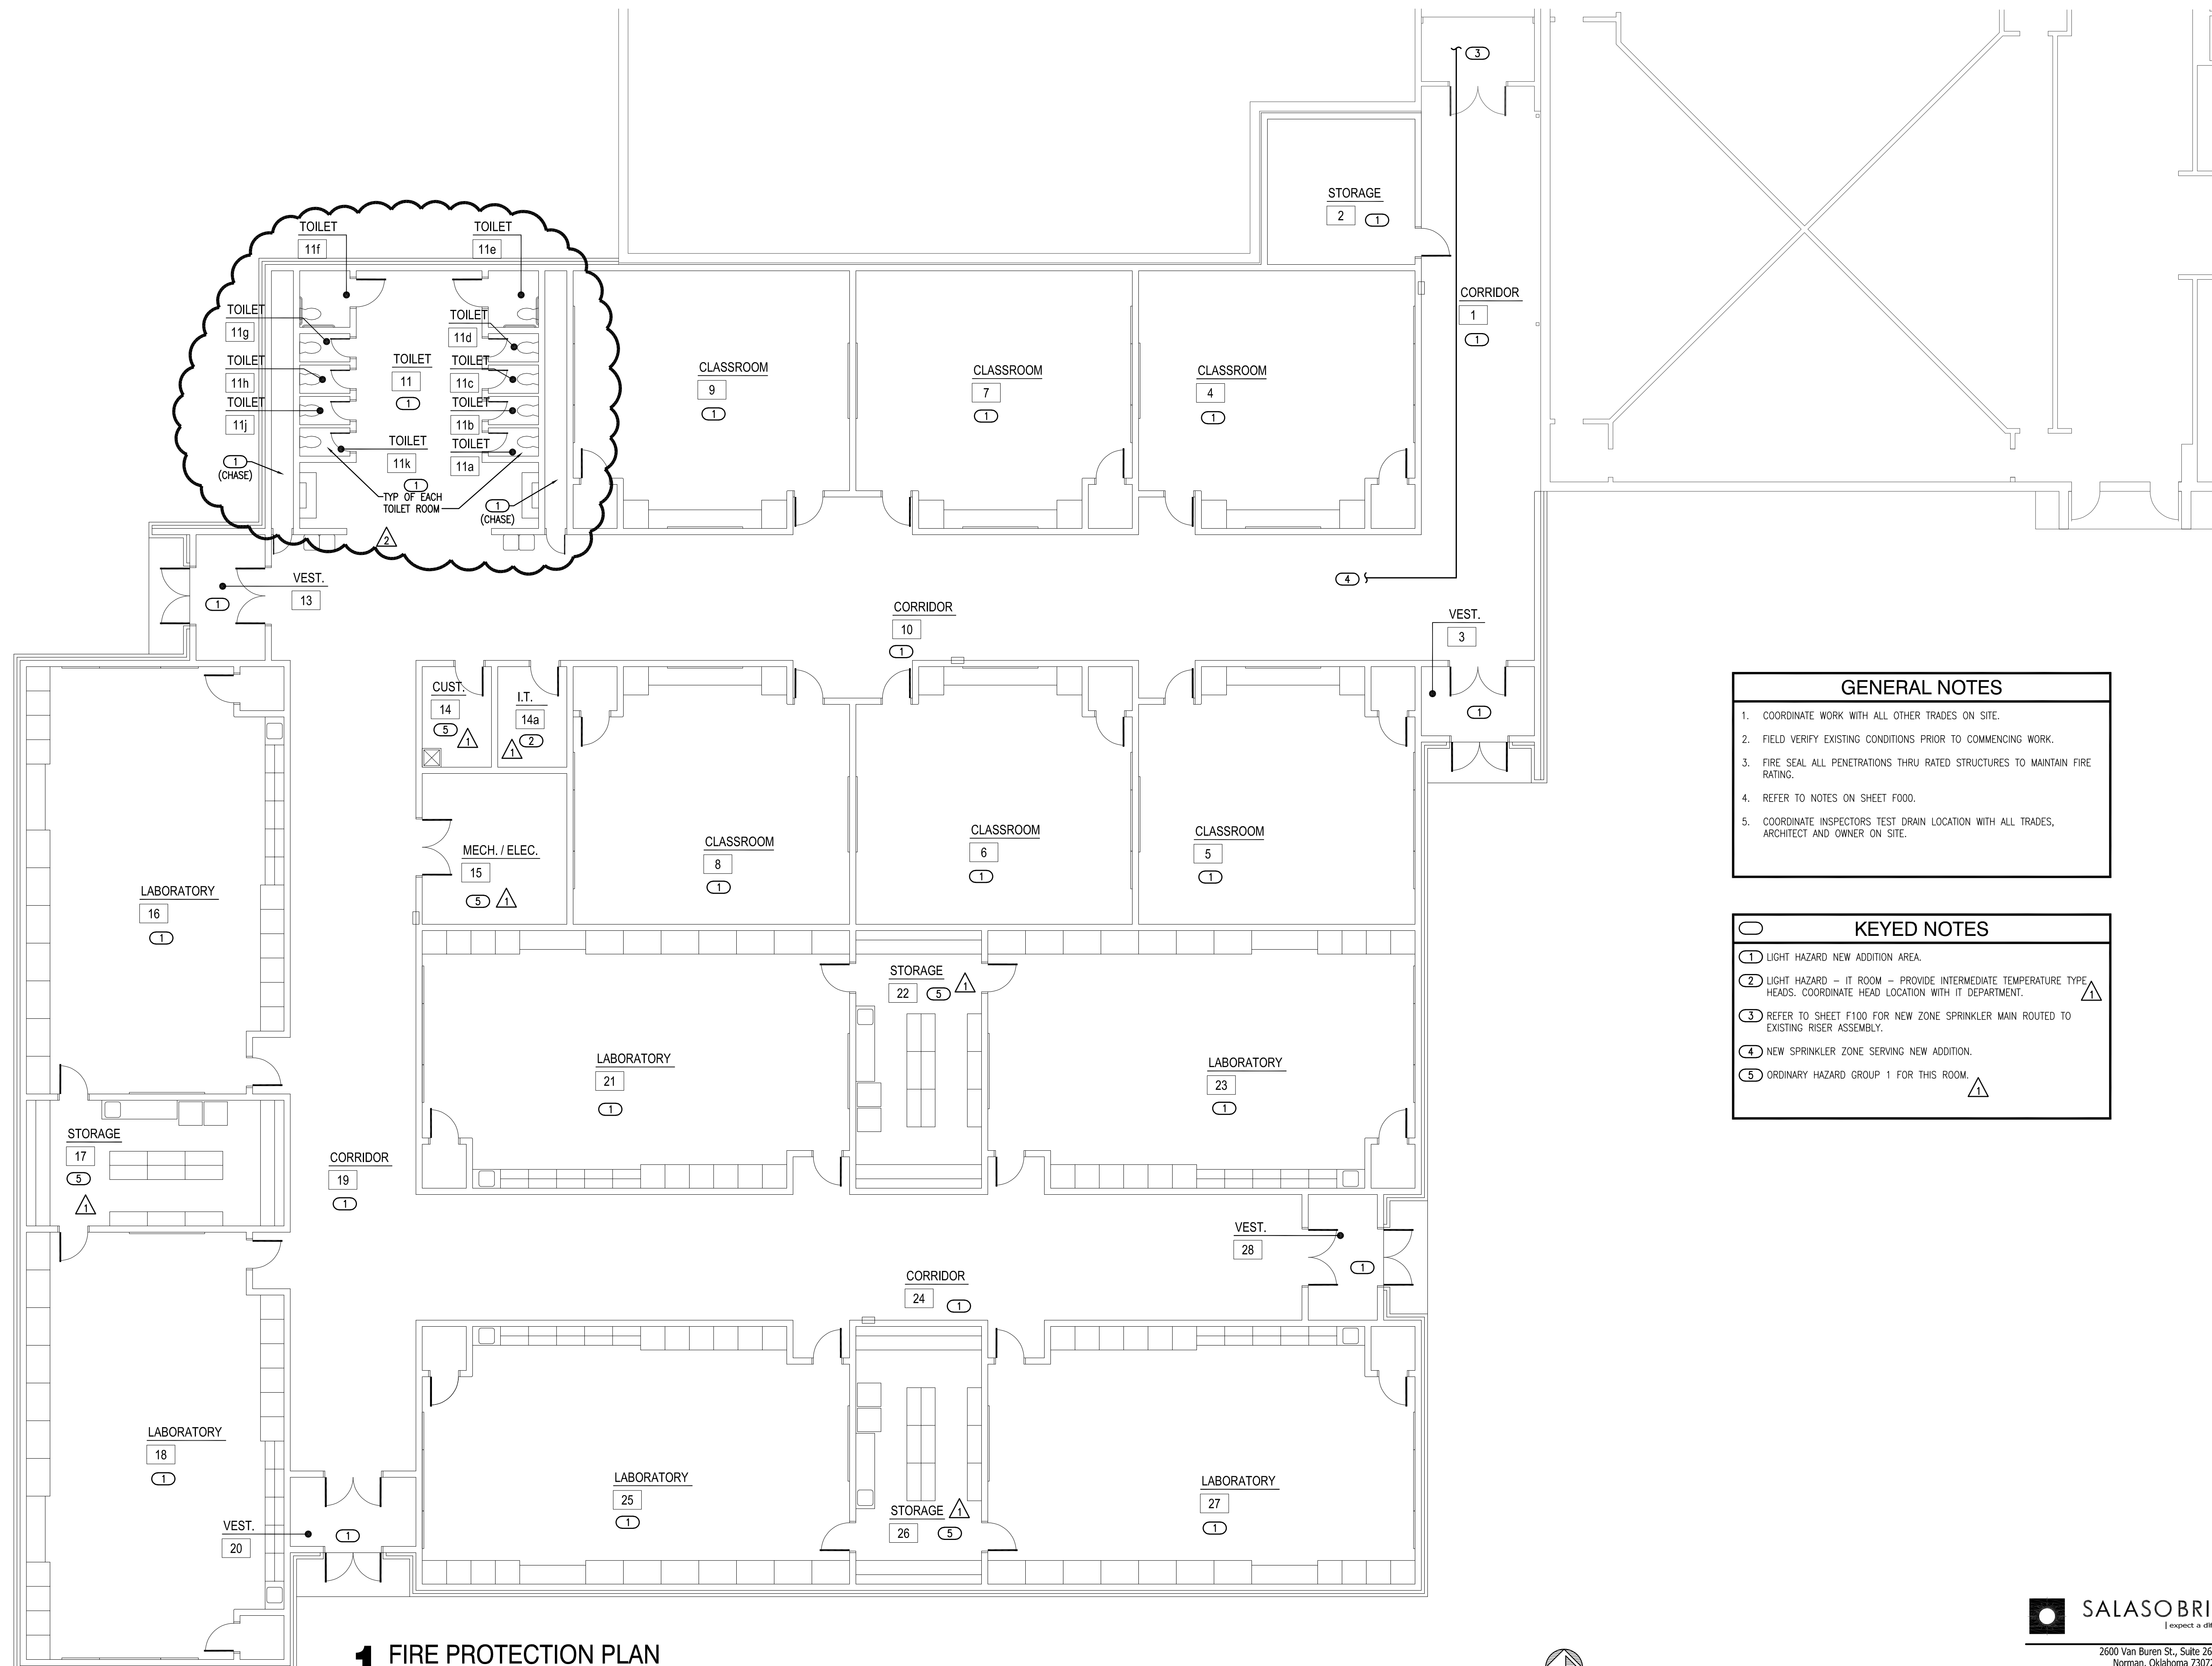 3
STORAGE
2 1
TOILET
11f
TOILET
11e
CORRIDOR
1
1
TOILET
11g
TOILET
11d
TOILET
11h
TOILET
11
1
TOILET
11c
TOILET
11j
TOILET
11b
TOILET
11k
1
TOILET
11a
1
(CHASE)
TYP OF EACH
TOILET ROOM
1
(CHASE)
2
CLASSROOM
9
1
CLASSROOM
7
1
CLASSROOM
4
1
4
VEST.
13
1
CORRIDOR
10
1
VEST.
3
1
CUST.
14
5 1
I.T.
14a
1 2
MECH. / ELEC.
15
5 1
CLASSROOM
8
1
CLASSROOM
6
1
CLASSROOM
5
1
LABORATORY
16
1
STORAGE
22 5 1
LABORATORY
21
1
LABORATORY
23
1
STORAGE
17
5
1
CORRIDOR
19
1
VEST.
28
1
CORRIDOR
24 1
LABORATORY
18
1
LABORATORY
25
1
STORAGE 1
26 5
LABORATORY
27
1
VEST.
20
1
GENERAL NOTES
1. COORDINATE WORK WITH ALL OTHER TRADES ON SITE.
2. FIELD VERIFY EXISTING CONDITIONS PRIOR TO COMMENCING WORK.
3. FIRE SEAL ALL PENETRATIONS THRU RATED STRUCTURES TO MAINTAIN FIRE
RATING.
4. REFER TO NOTES ON SHEET F000.
5. COORDINATE INSPECTORS TEST DRAIN LOCATION WITH ALL TRADES,
ARCHITECT AND OWNER ON SITE.
KEYED NOTES
1 LIGHT HAZARD NEW ADDITION AREA.
2 LIGHT HAZARD – IT ROOM – PROVIDE INTERMEDIATE TEMPERATURE TYPE
HEADS. COORDINATE HEAD LOCATION WITH IT DEPARTMENT. 1
3 REFER TO SHEET F100 FOR NEW ZONE SPRINKLER MAIN ROUTED TO
EXISTING RISER ASSEMBLY.
4 NEW SPRINKLER ZONE SERVING NEW ADDITION.
5 ORDINARY HAZARD GROUP 1 FOR THIS ROOM. 1
1 FIRE PROTECTION PLAN
SALASOBRI
| expect a dif
2600 Van Buren St., Suite 26
Norman, Oklahoma 7307